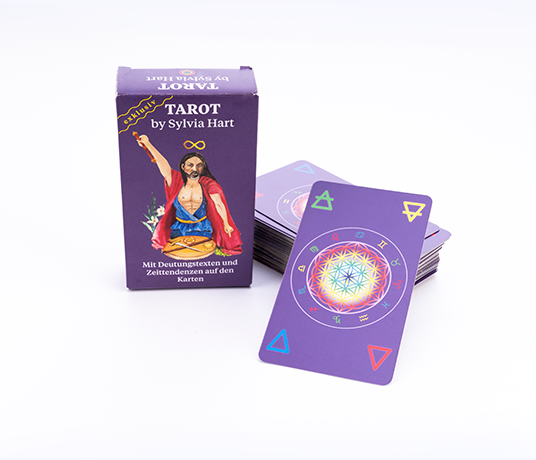 TAROT
by Sylvia Hart
exklusiv
TAROT
by Sylvia Hart
Mit Deutungstexten und
Zeittendenzen auf den
Karten